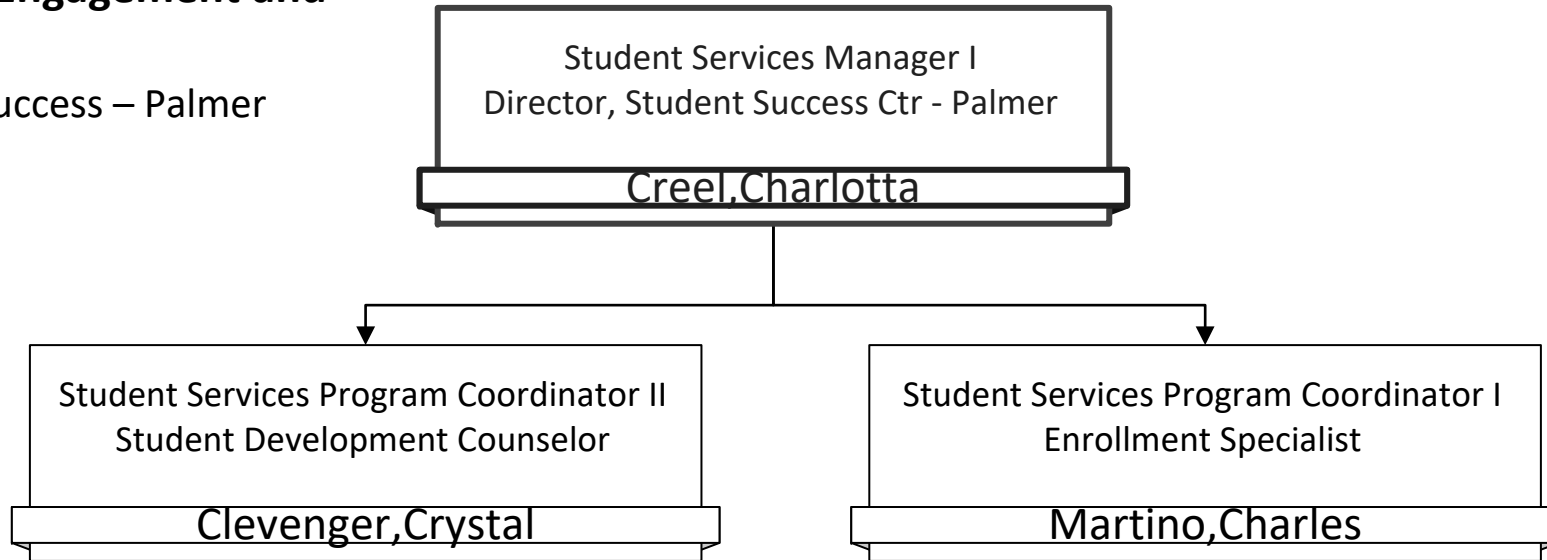 Engagement and
uccess – Palmer
Student Services Manager I
Director, Student Success Ctr - Palmer
Creel,Charlotta
Student Services Program Coordinator II
Student Development Counselor
Clevenger,Crystal
Student Services Program Coordinator I
Enrollment Specialist
Martino,Charles